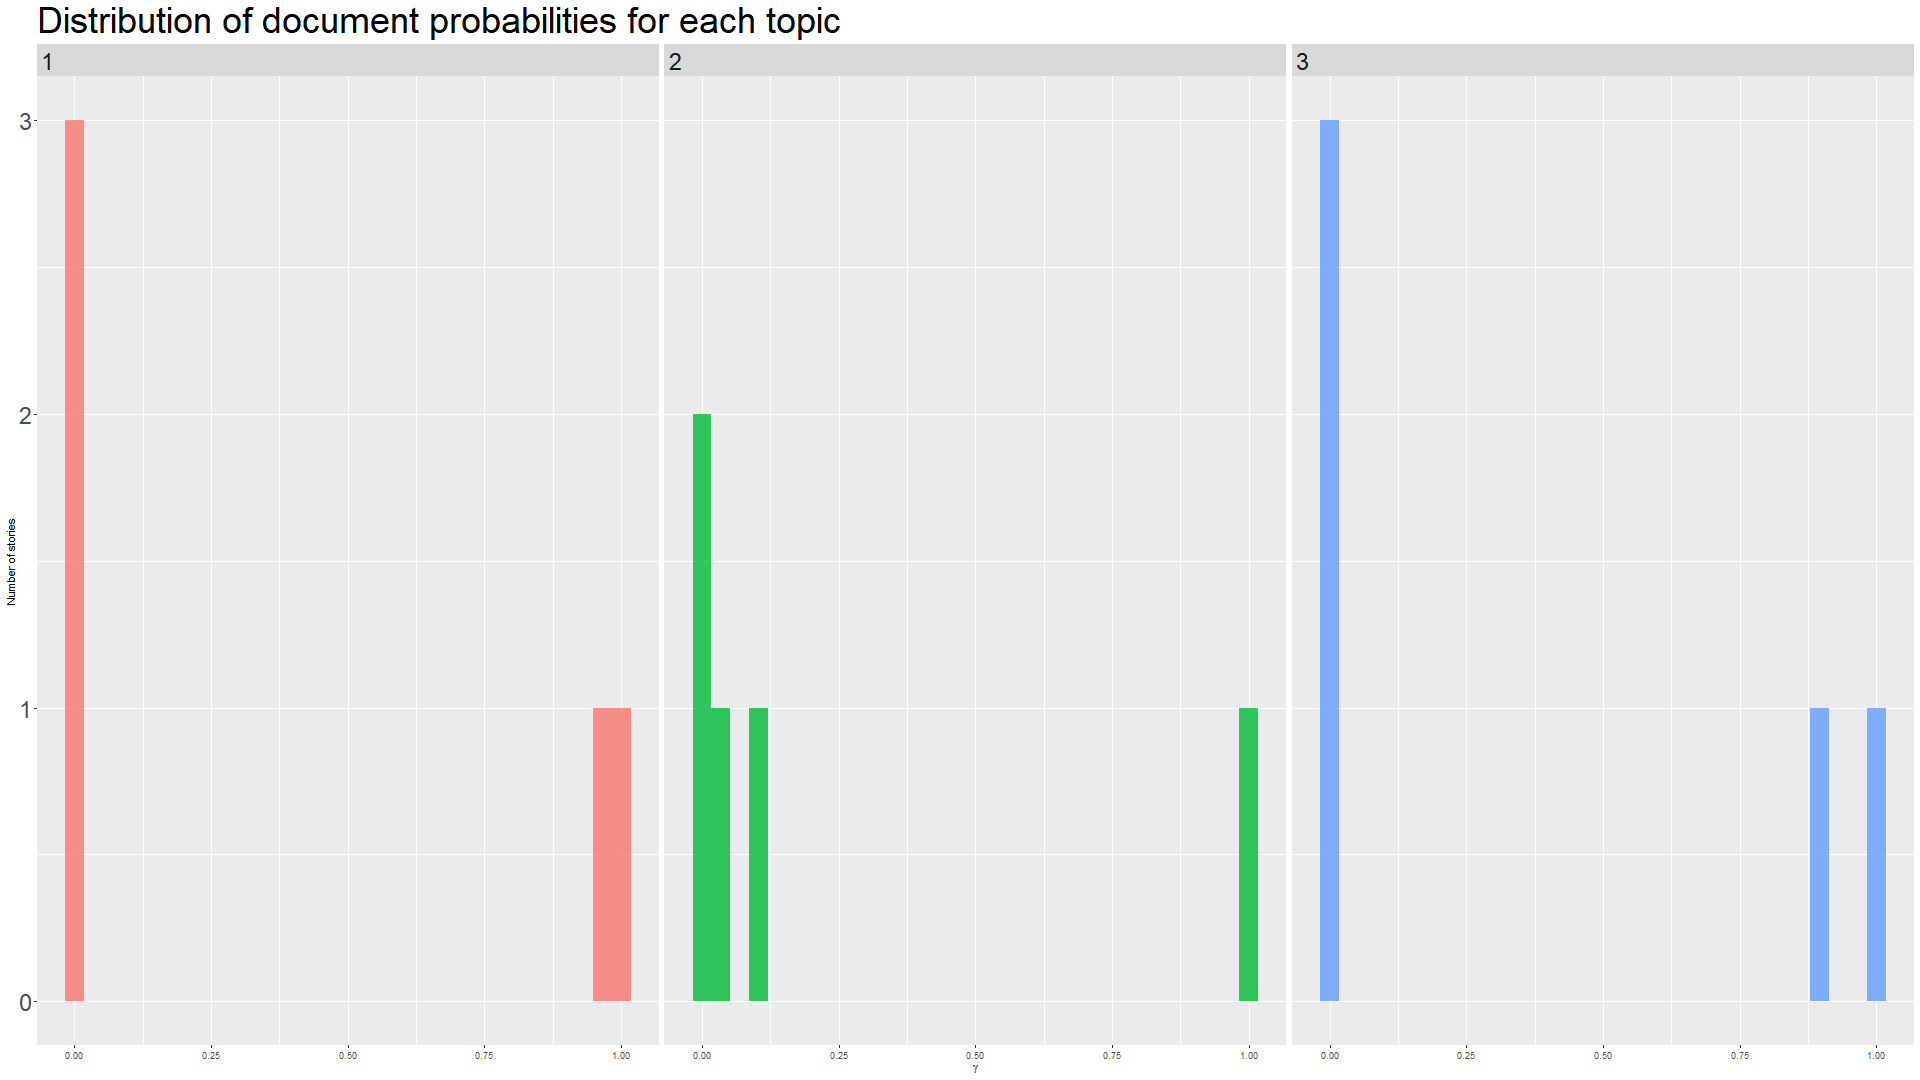 Distribution of document probabilities for each topic
1 2 3
3
2
1
0
Number of stories
0.00 0.25 0.50 0.75 1.00 0.00 0.25 0.50 0.75 1.00 0.00 0.25 0.50 0.75 1.00
γ